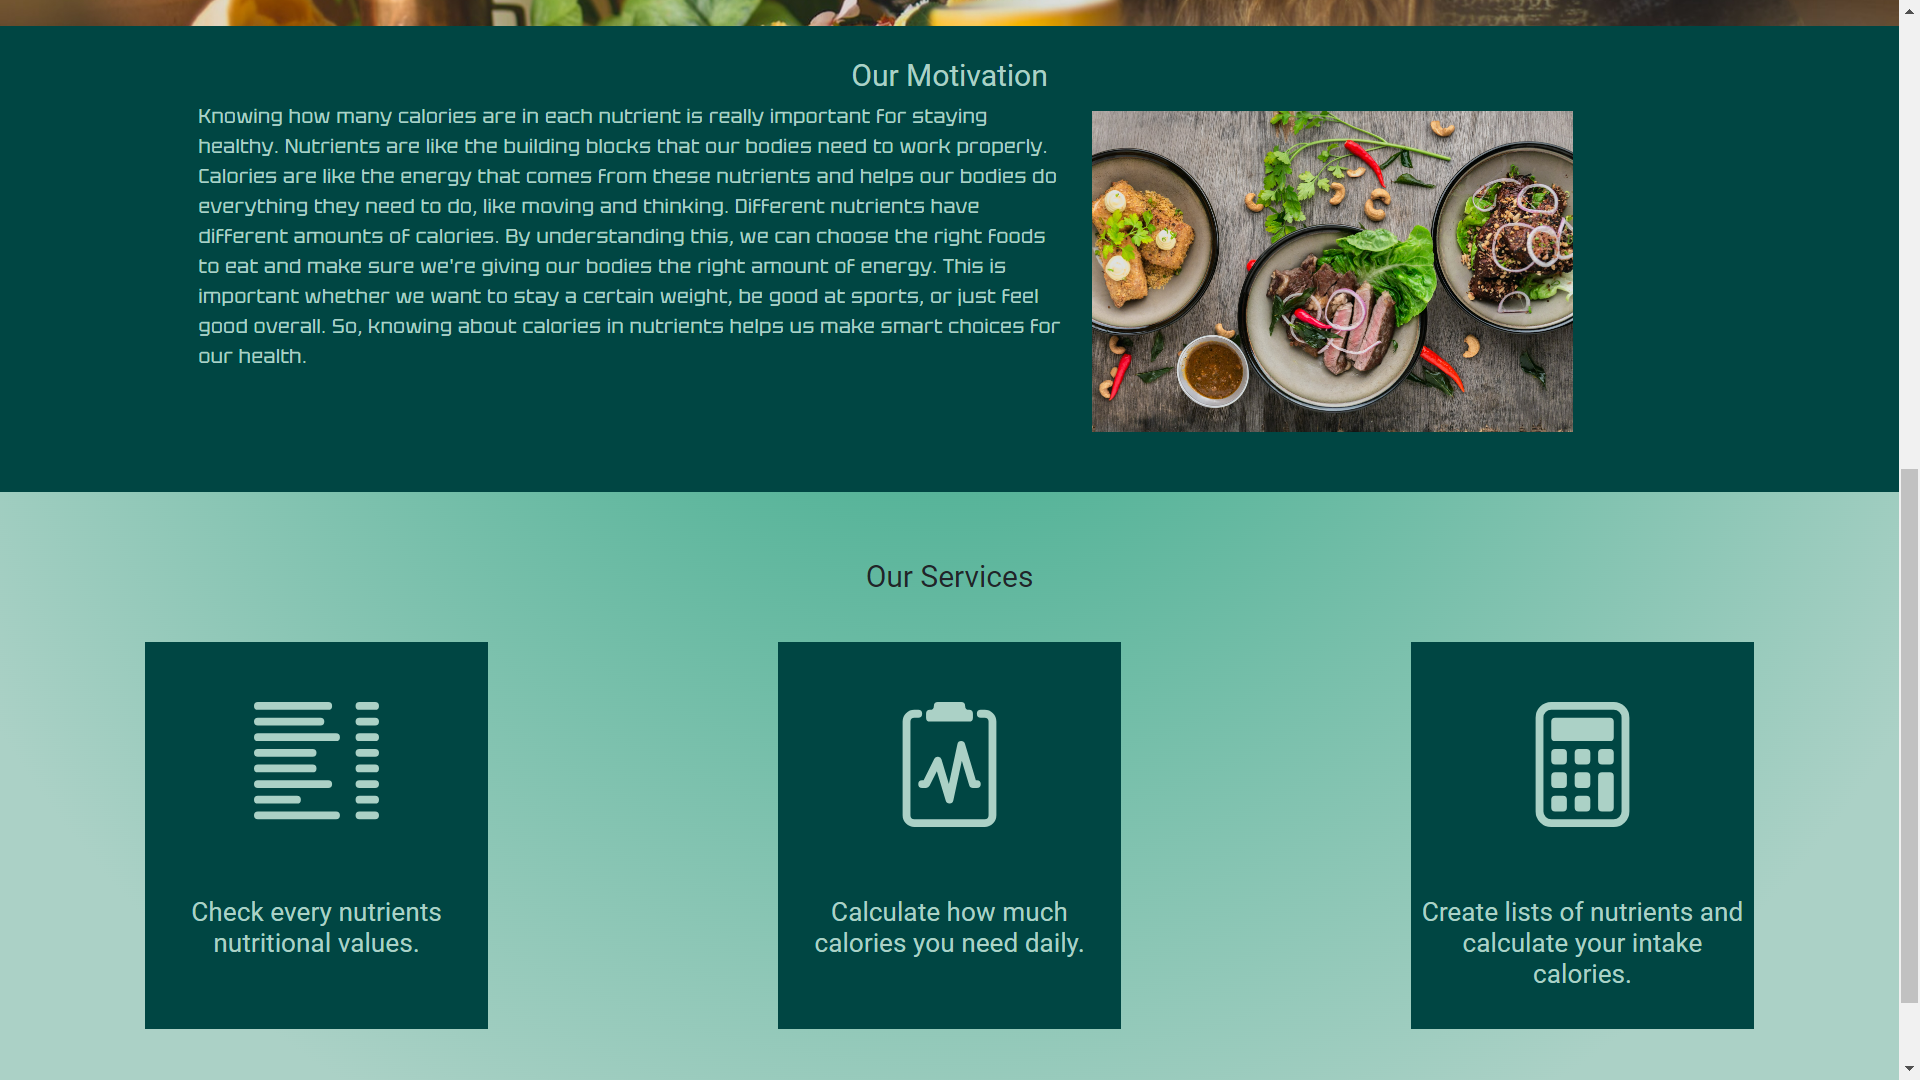 Our Motivation
Knowing how many calories are in each nutrient is really important for staying
healthy. Nutrients are like the building blocks that our bodies need to work properly.
Calories are like the energy that comes from these nutrients and helps our bodies do
everything they need to do, like moving and thinking. Different nutrients have
different amounts of calories. By understanding this, we can choose the right foods
to eat and make sure we're giving our bodies the right amount of energy. This is
important whether we want to stay a certain weight, be good at sports, or just feel
good overall. So, knowing about calories in nutrients helps us make smart choices for
our health.
Our Services
Check every nutrients
nutritional values.
Calculate how much
calories you need daily.
Create lists of nutrients and
calculate your intake
calories.